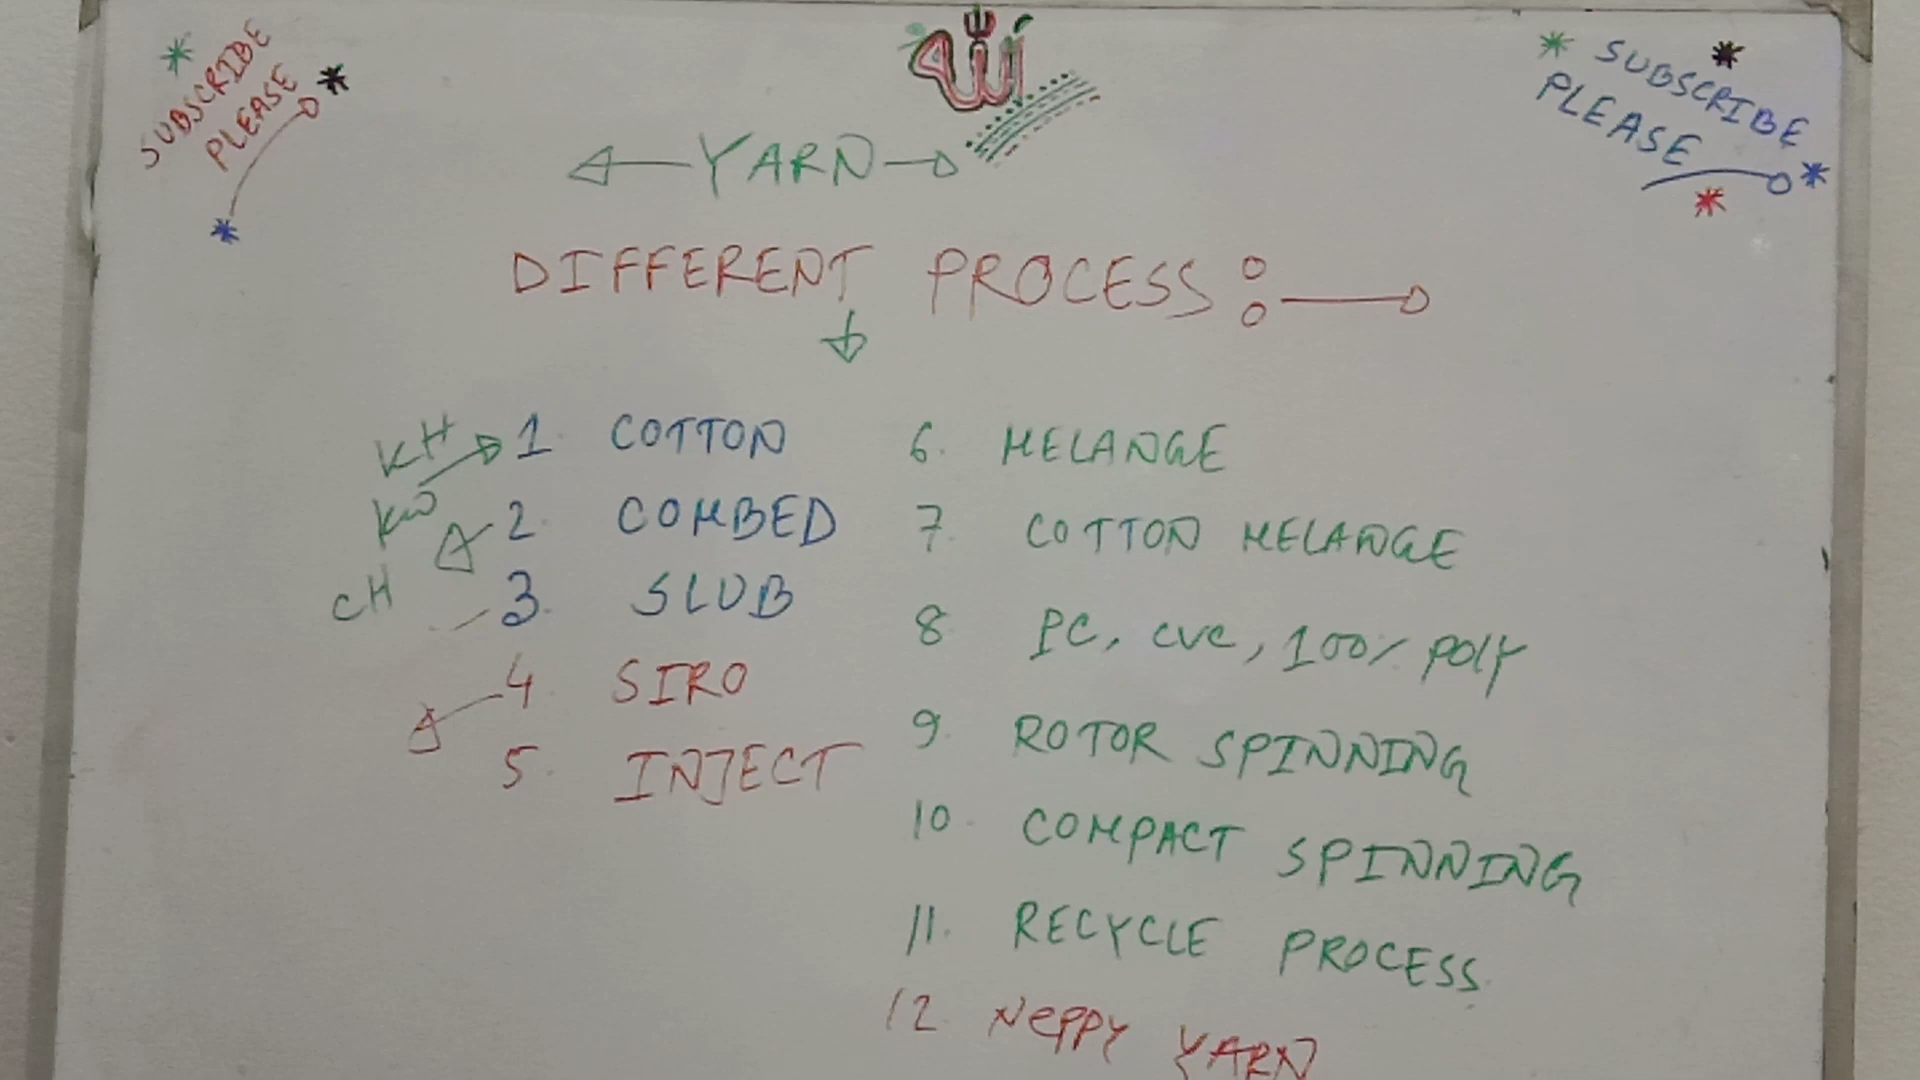 الله
SUBSCRIBE
PLEASE
SUBSCRIBE
PLEASE
YARN
DIFFERENT PROCESS :
KH
KW
CH
1. COTTON
2. COMBED
3. SLUB
4. SIRO
5. INJECT
6. MELANGE
7. COTTON MELANGE
8 PC, CVC, 100% POLY
9. ROTOR SPINNING
10. COMPACT SPINNING
11. RECYCLE PROCESS
12 NEPPY YARN